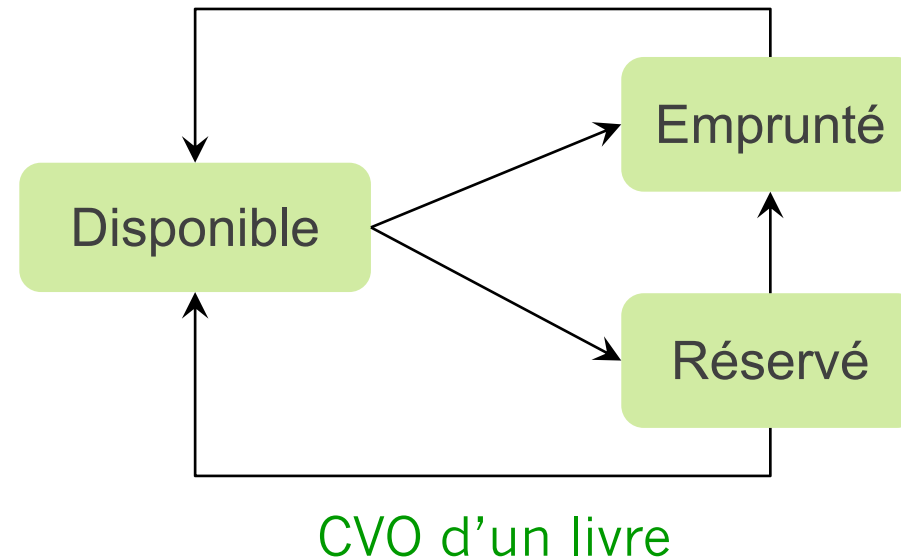 Emprunté
Disponible
Réservé
CVO d’un livre